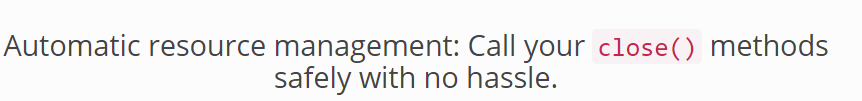 Automatic resource management: Call your close() methods
safely with no hassle.